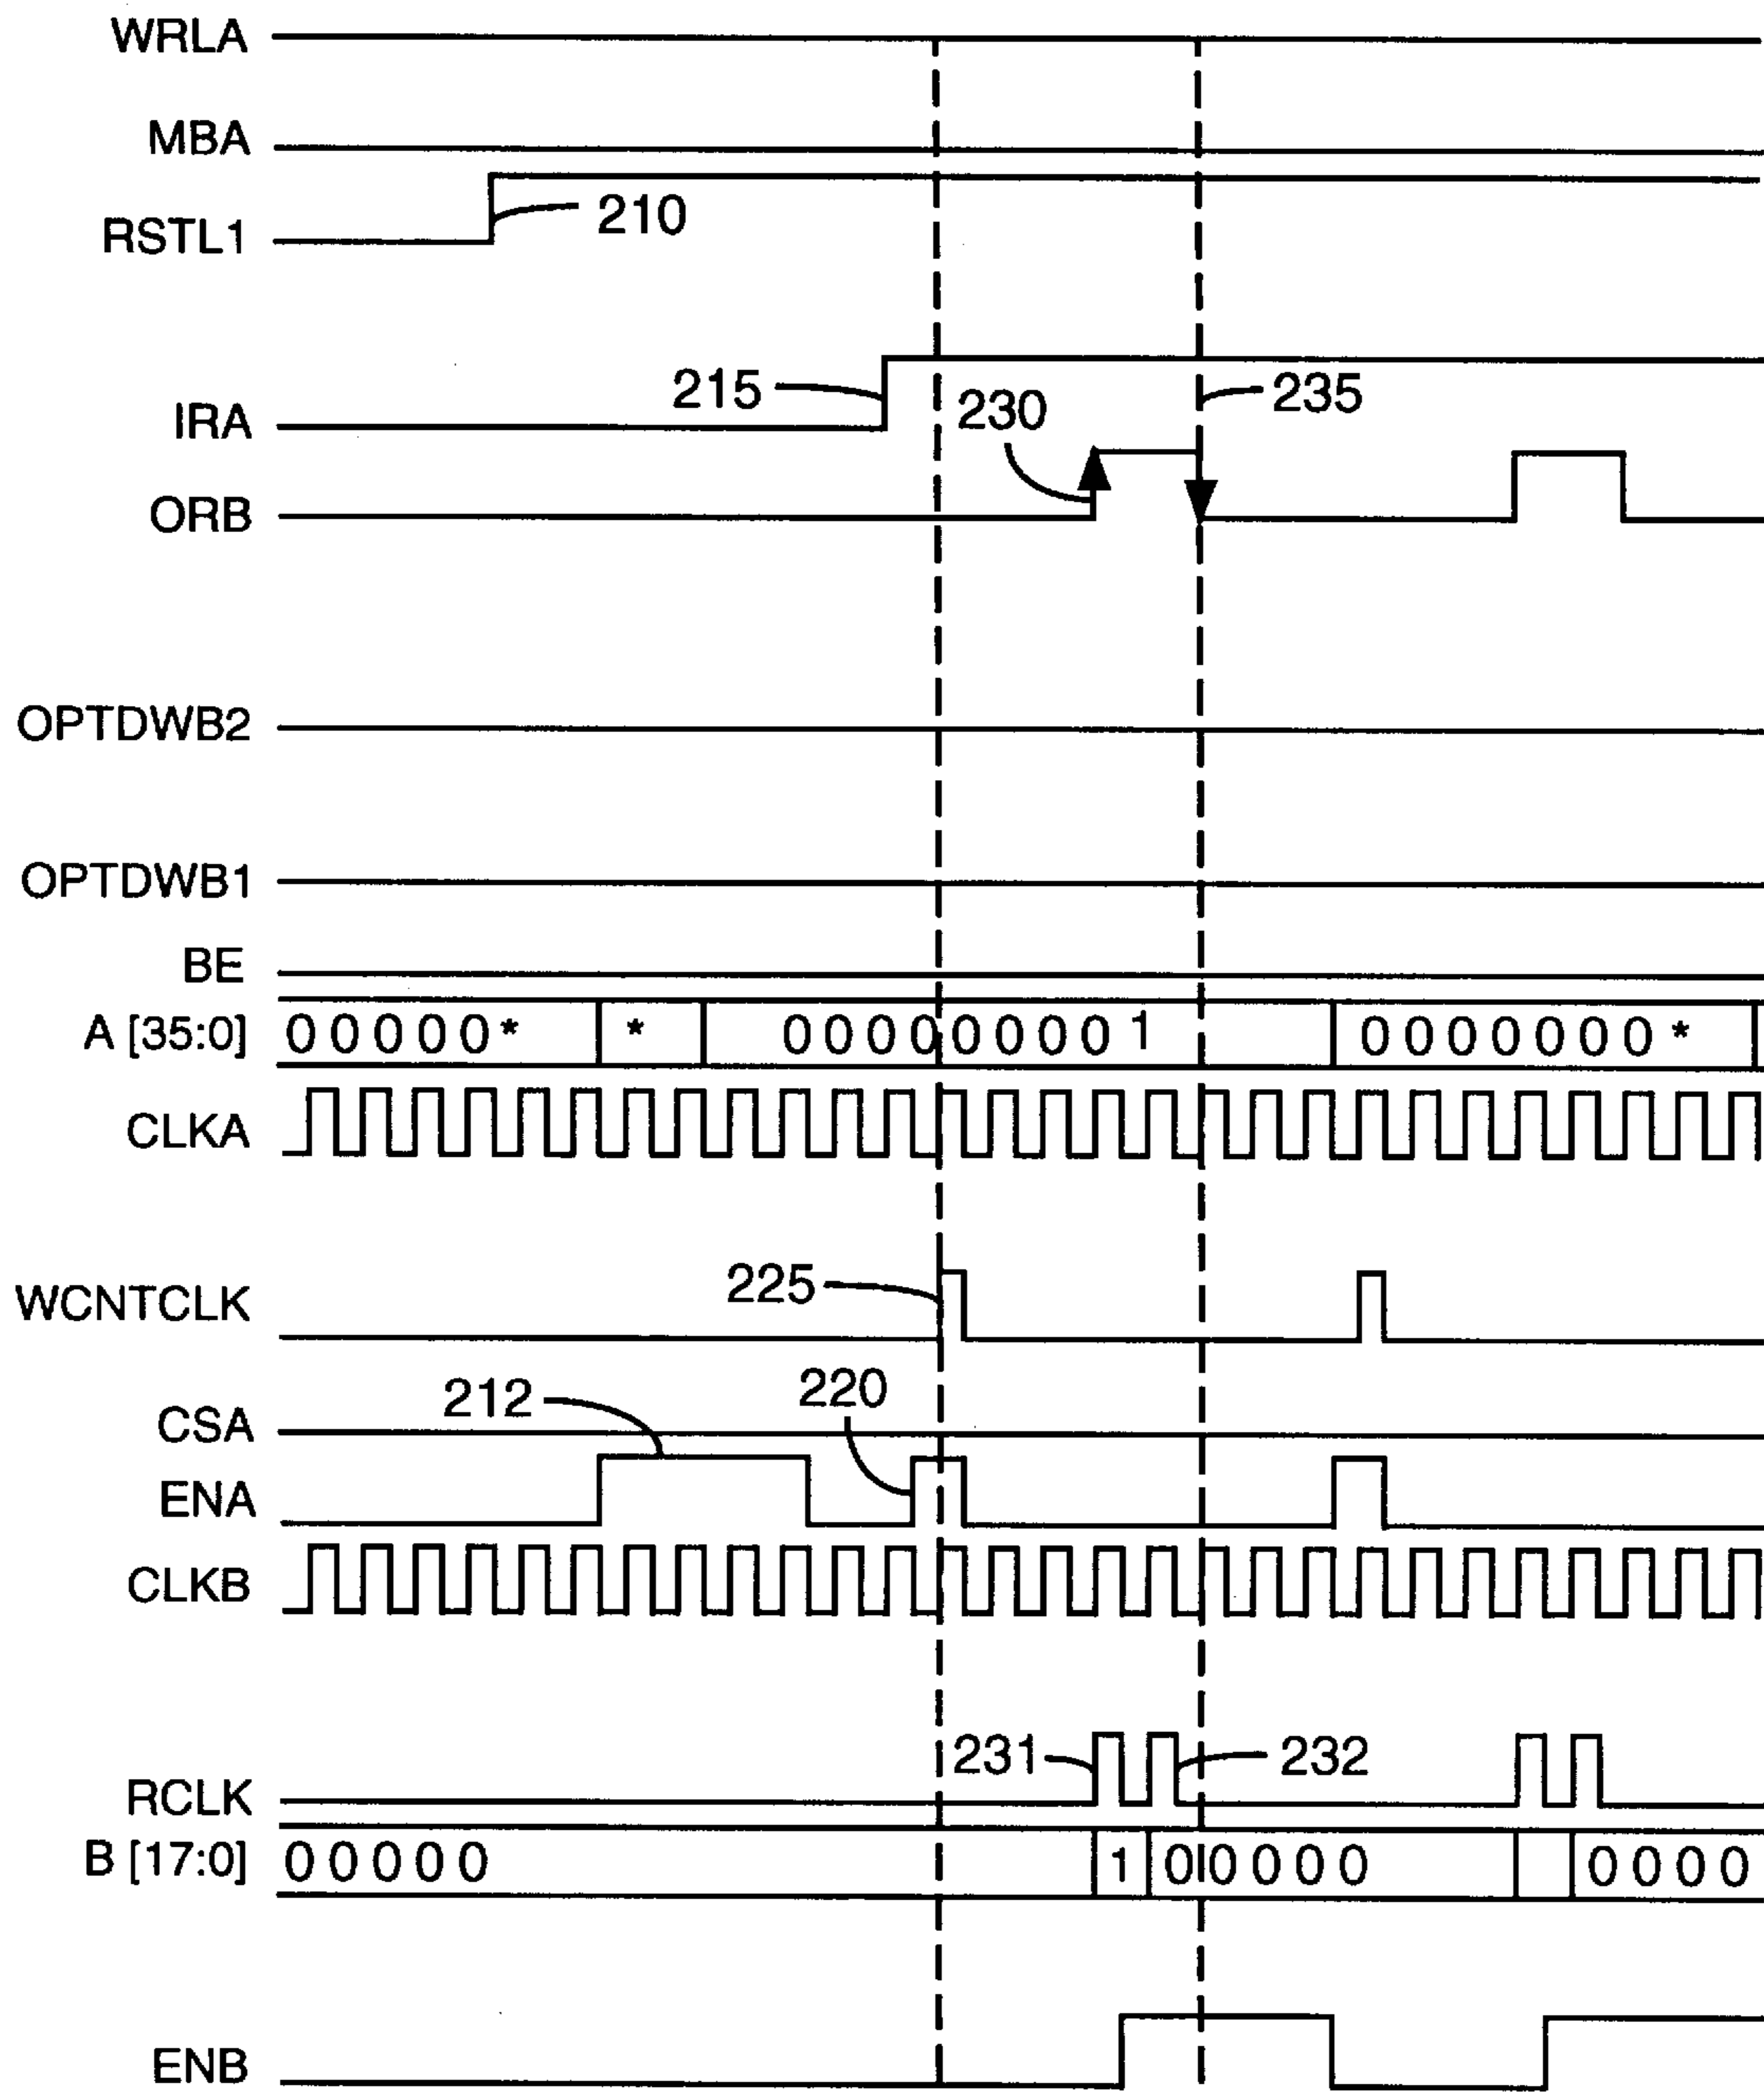 WRLA
MBA
RSTL1
210
IRA
215
230
235
ORB
OPTDWB2
OPTDWB1
BE
A [35:0] 0 0 0 0 0 * * 0 0 0 0 0 0 0 0 1 0 0 0 0 0 0 0 *
CLKA
WCNTCLK
225
CSA
212
220
ENA
CLKB
231
232
RCLK
B [17:0] 0 0 0 0 0 1 0 0 0 0 0 0 0 0 0
ENB